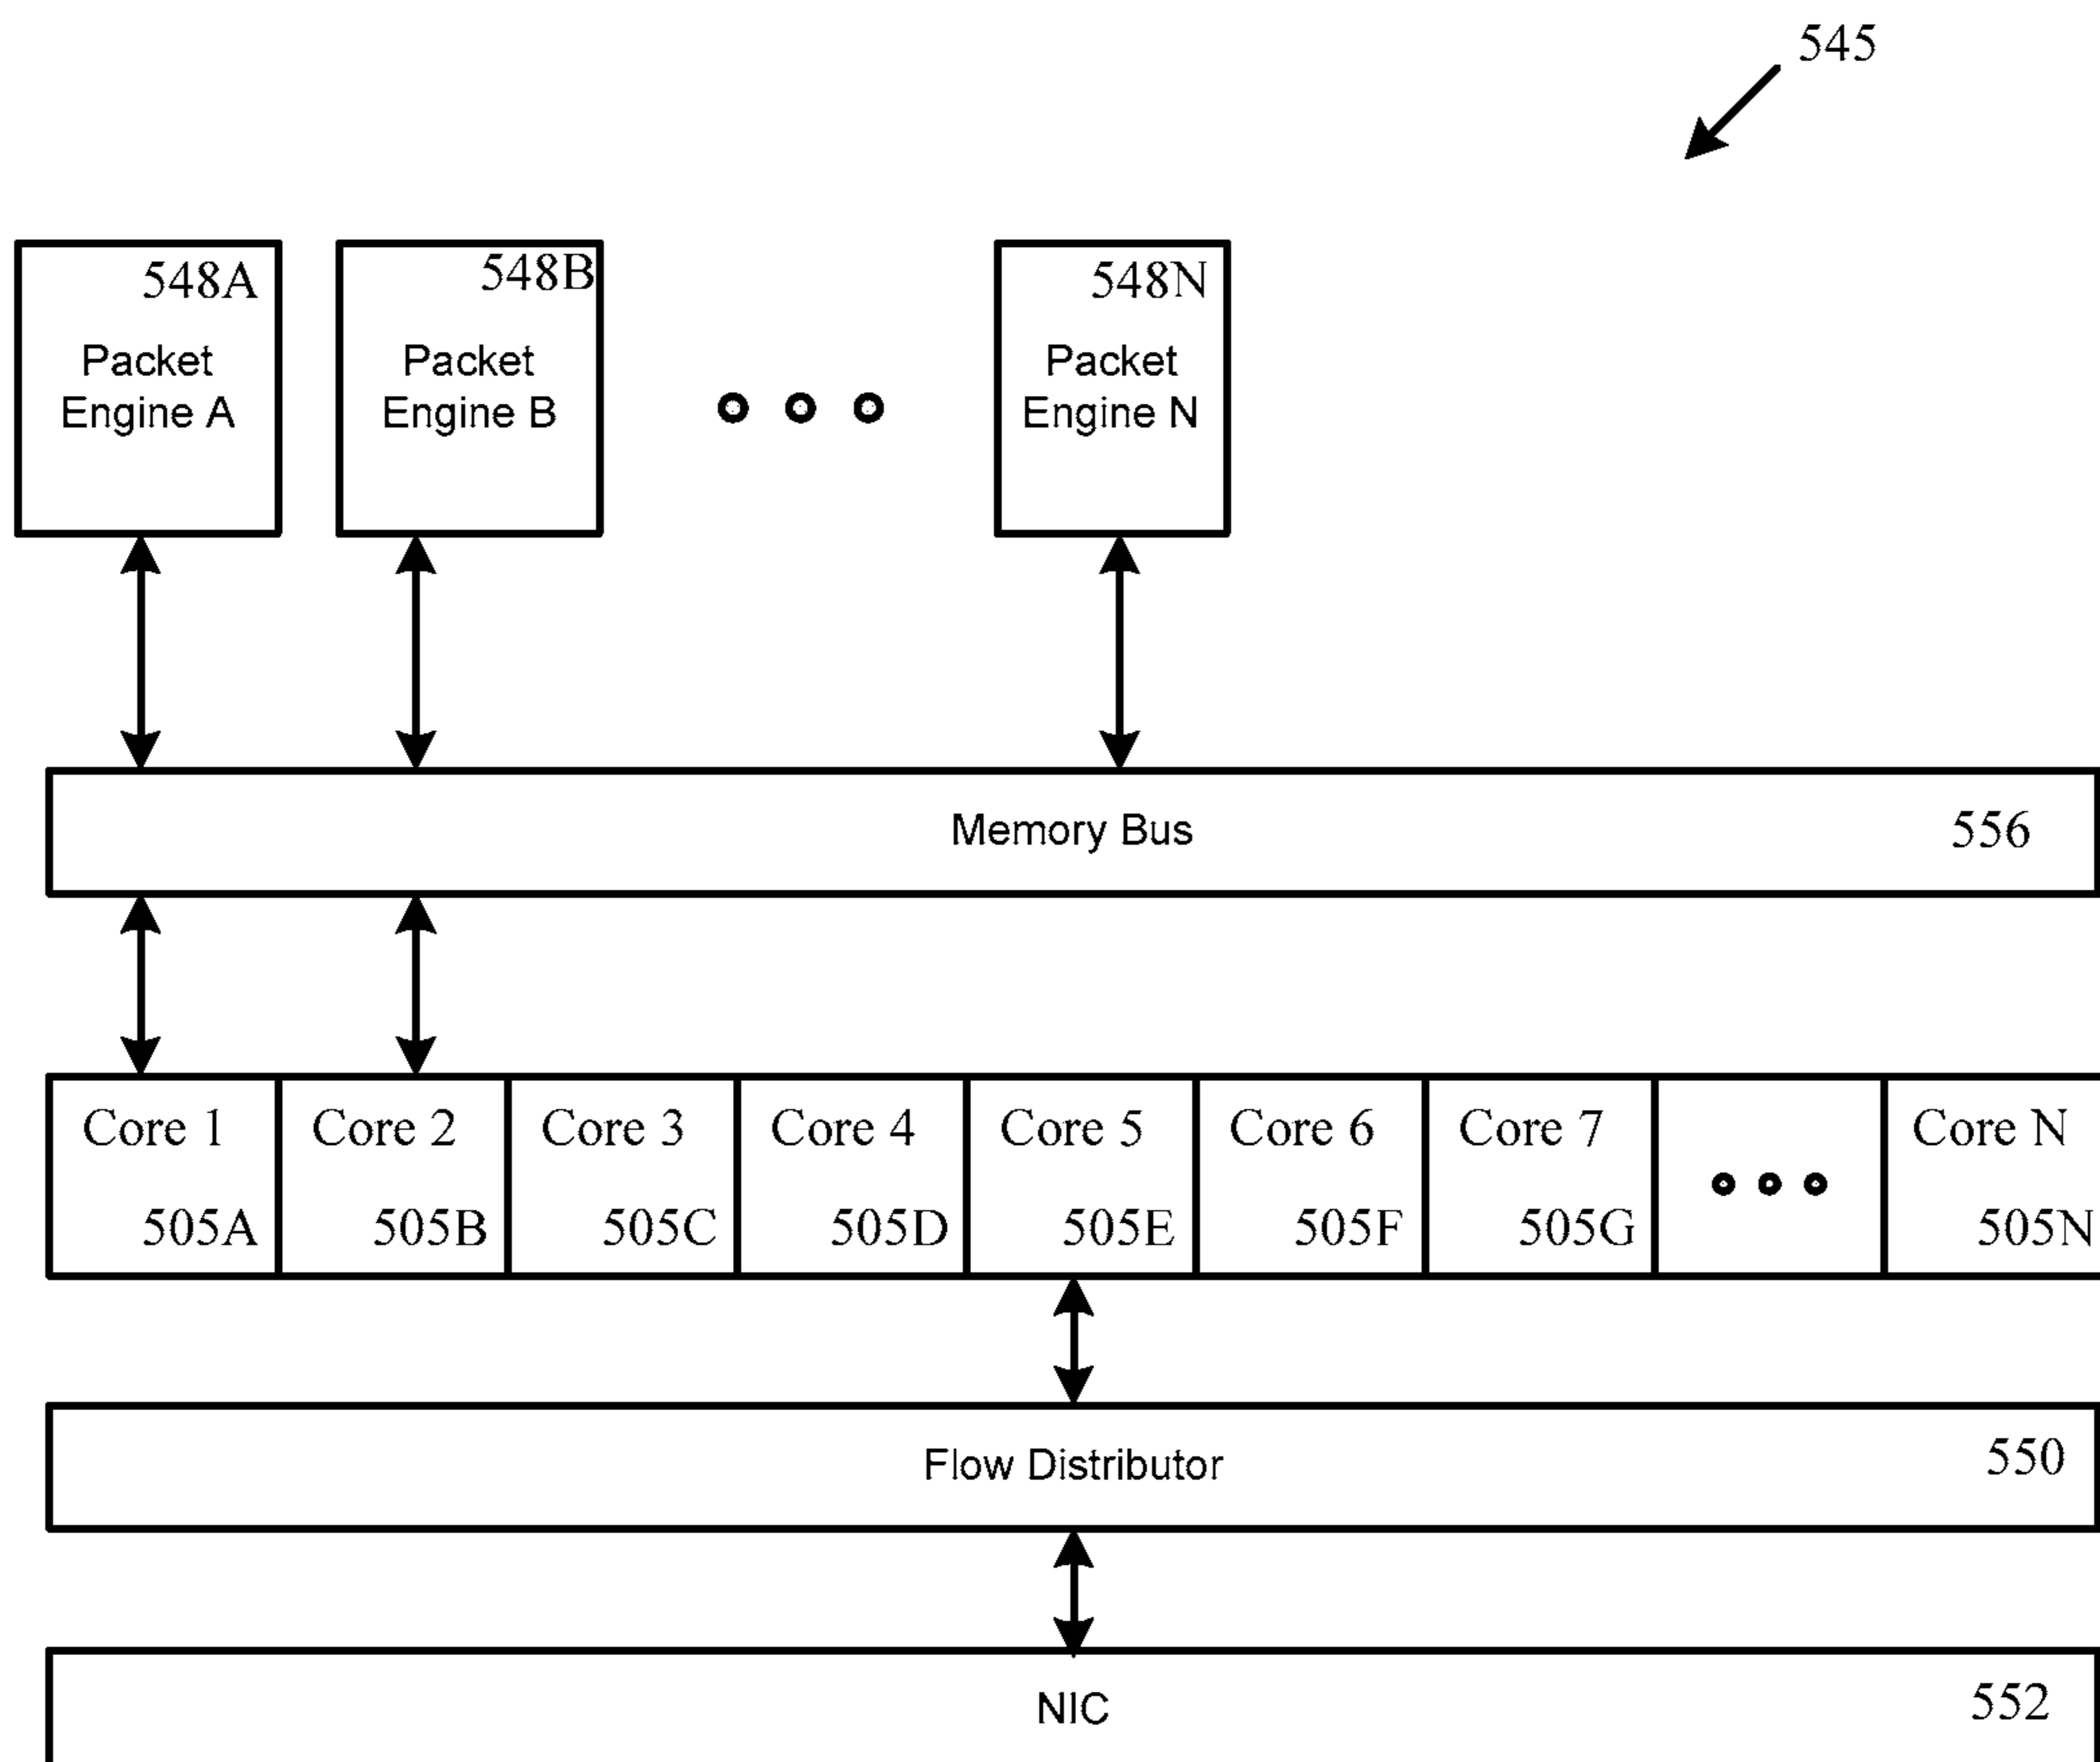 545
548A
Packet
Engine A
548B
Packet
Engine B
548N
Packet
Engine N
Memory Bus
556
Core 1
505A
Core 2
505B
Core 3
505C
Core 4
505D
Core 5
505E
Core 6
505F
Core 7
505G
Core N
505N
Flow Distributor
550
NIC
552